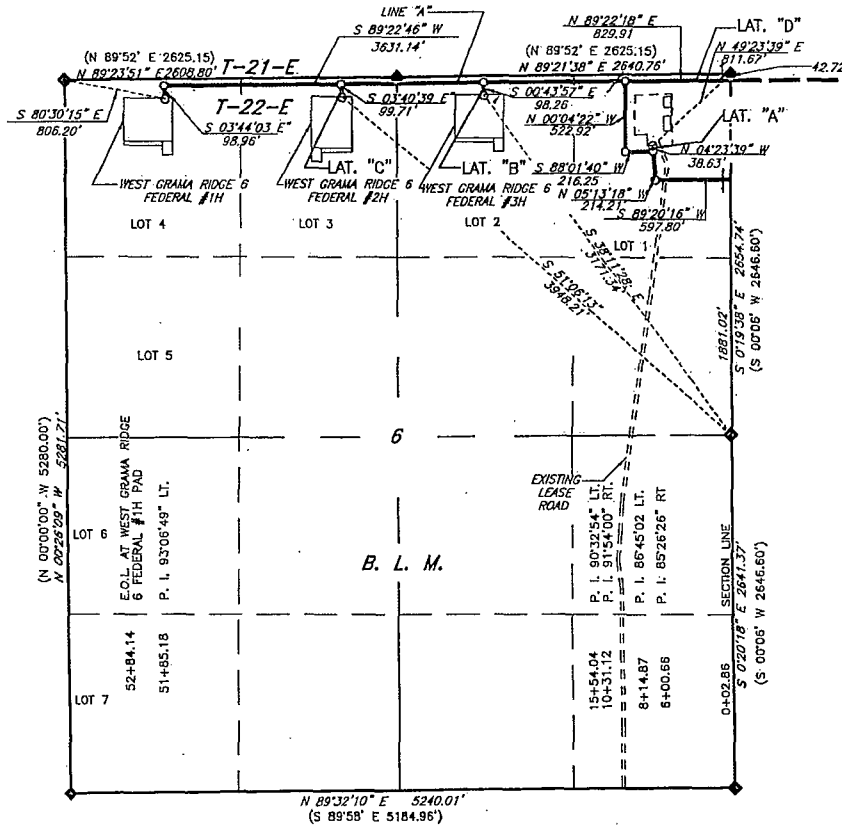 LINE "A"
S 89°22'46" W
3631.14'
N 89°22'18" E
829.91
LAT. "D"
(N 89°52' E 2625.15)
N 89°23'51" E 2608.80'
T-21-E
(N 89°52' E 2625.15)
N 89°21'38" E 2640.76'
N 49°23'39" E
811.67'
42.72
S 80°30'15" E
806.20'
T-22-E
S 03°44'03 E"
98.96'
S 03°40'39 E
99.71'
S 00°43'57" E
98.26
N 00°04'22" W
522.92'
LAT. "A"
N 04°23'39" W
38.63'
LAT. "C"
LAT. "B"
S 88°01'40" W
216.25
WEST GRAMA RIDGE 6
FEDERAL #1H
WEST GRAMA RIDGE 6
FEDERAL #2H
WEST GRAMA RIDGE 6
FEDERAL #3H
N 05°13'18" W
214.21
S 89°20'16" W
597.80'
LOT 4
LOT 3
LOT 2
LOT 1
S 38°11'28. E
3171.34'
S 51°06'13"
3948.21'
1881.02'
S 0°19'38" E 2654.74'
(S 00°06' W 2646.60')
LOT 5
6
(N 00°00'00" W 5280.00')
N 00°26'09" W 5281.71'
EXISTING
LEASE
ROAD
LOT 6
E.O.L. AT WEST GRAMA RIDGE
6 FEDERAL #1H PAD
P. I. 93°06'49" LT.
B. L. M.
P. I. 90°32'54" LT.
P. I. 91°54'00" RT.
P. I. 86°45'02 LT.
P. I. 85°26'26" RT
SECTION LINE
S 0°20'18" E 2641.37'
(S 00°06' W 2646.60')
LOT 7
52+84.14
51+85.18
15+54.04
10+31.12
8+14.87
6+00.66
0+02.86
N 89°32'10" E 5240.01'
(S 89°58' E 5184.96')